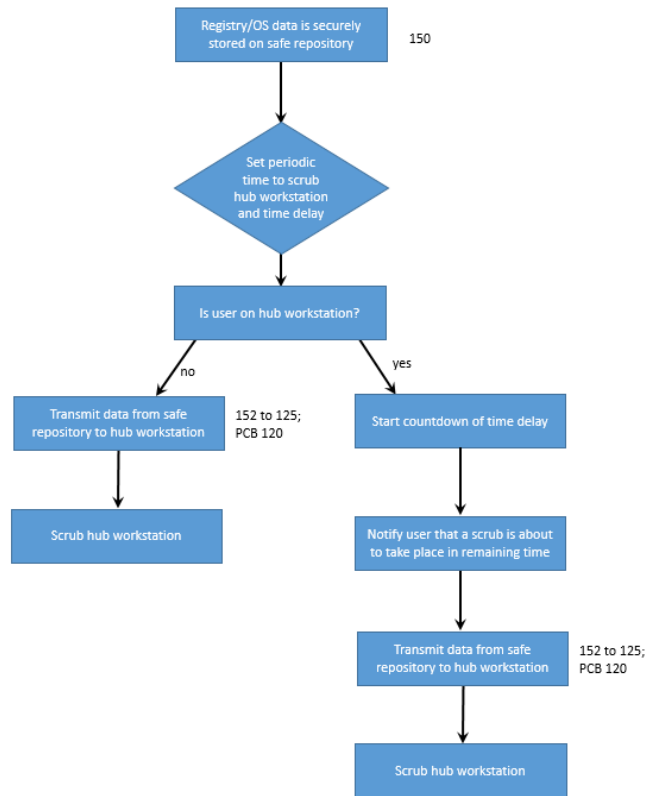 Registry/OS data is securely
stored on safe repository
150
Set periodic
time to scrub
hub workstation
and time delay
Is user on hub workstation?
no
yes
Transmit data from safe
repository to hub workstation
152 to 125;
PCB 120
Start countdown of time delay
Scrub hub workstation
Notify user that a scrub is about
to take place in remaining time
Transmit data from safe
repository to hub workstation
152 to 125;
PCB 120
Scrub hub workstation